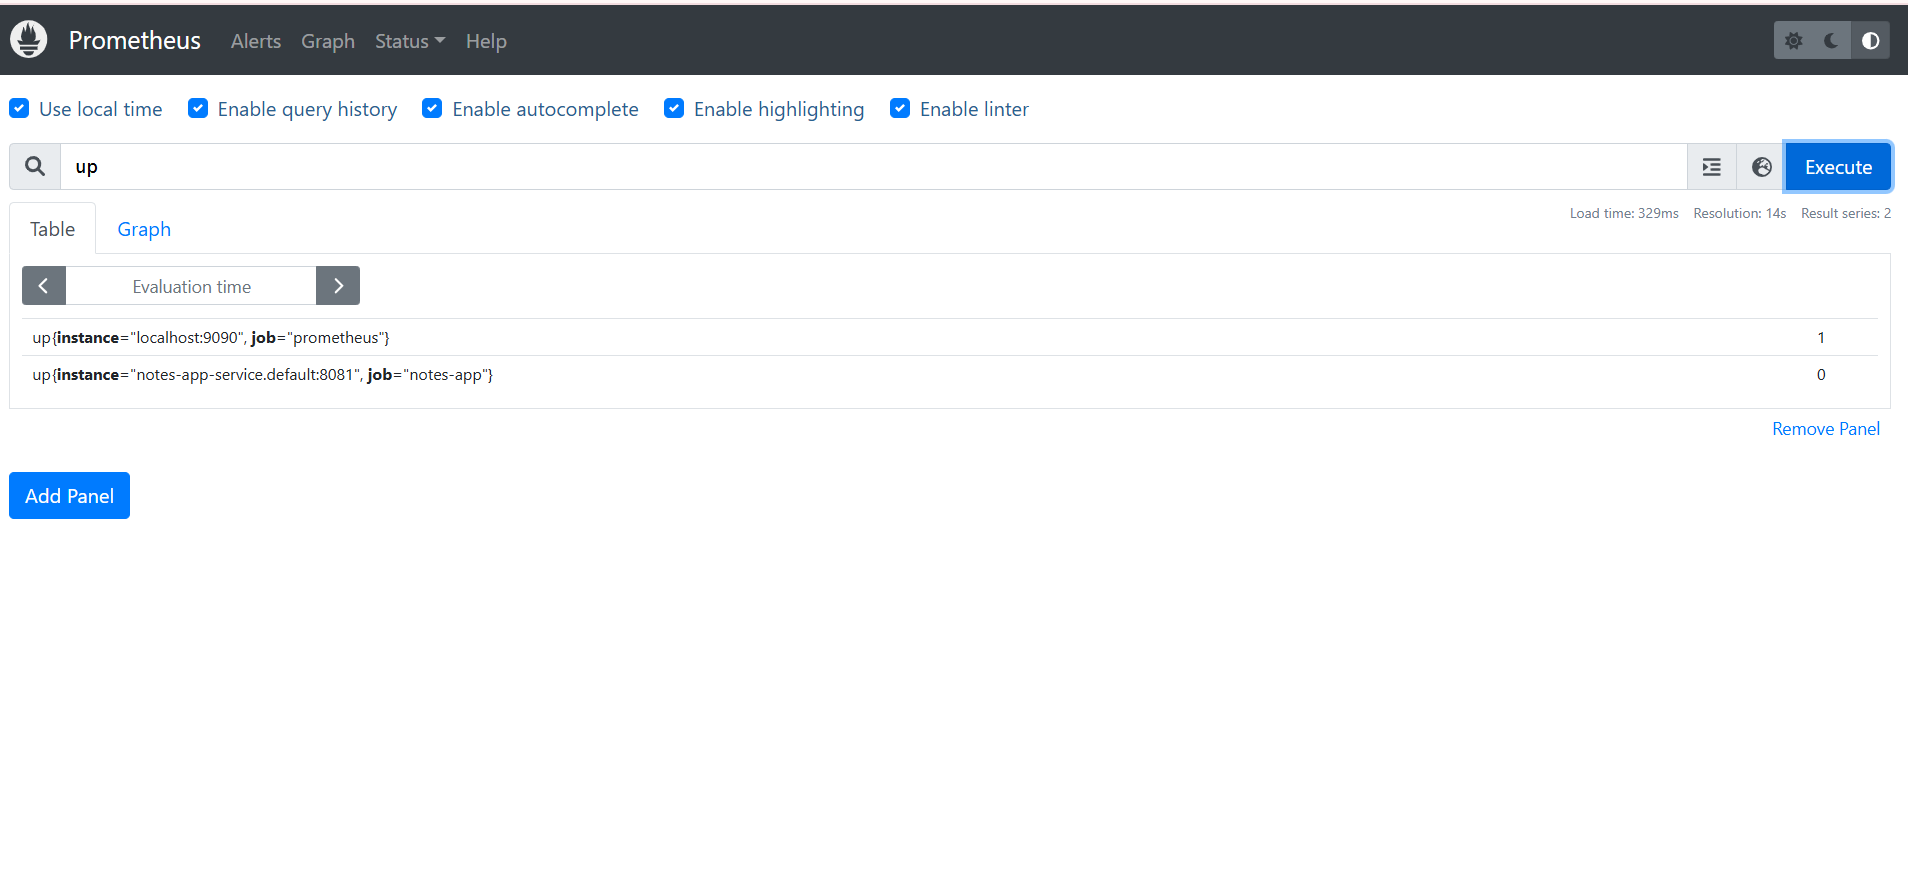 Prometheus Alerts Graph Status Help
Use local time Enable query history Enable autocomplete Enable highlighting Enable linter
up Execute
Table Graph Load time: 329ms Resolution: 14s Result series: 2
Evaluation time
up{instance="localhost:9090", job="prometheus"} 1
up{instance="notes-app-service.default:8081", job="notes-app"} 0
Remove Panel
Add Panel